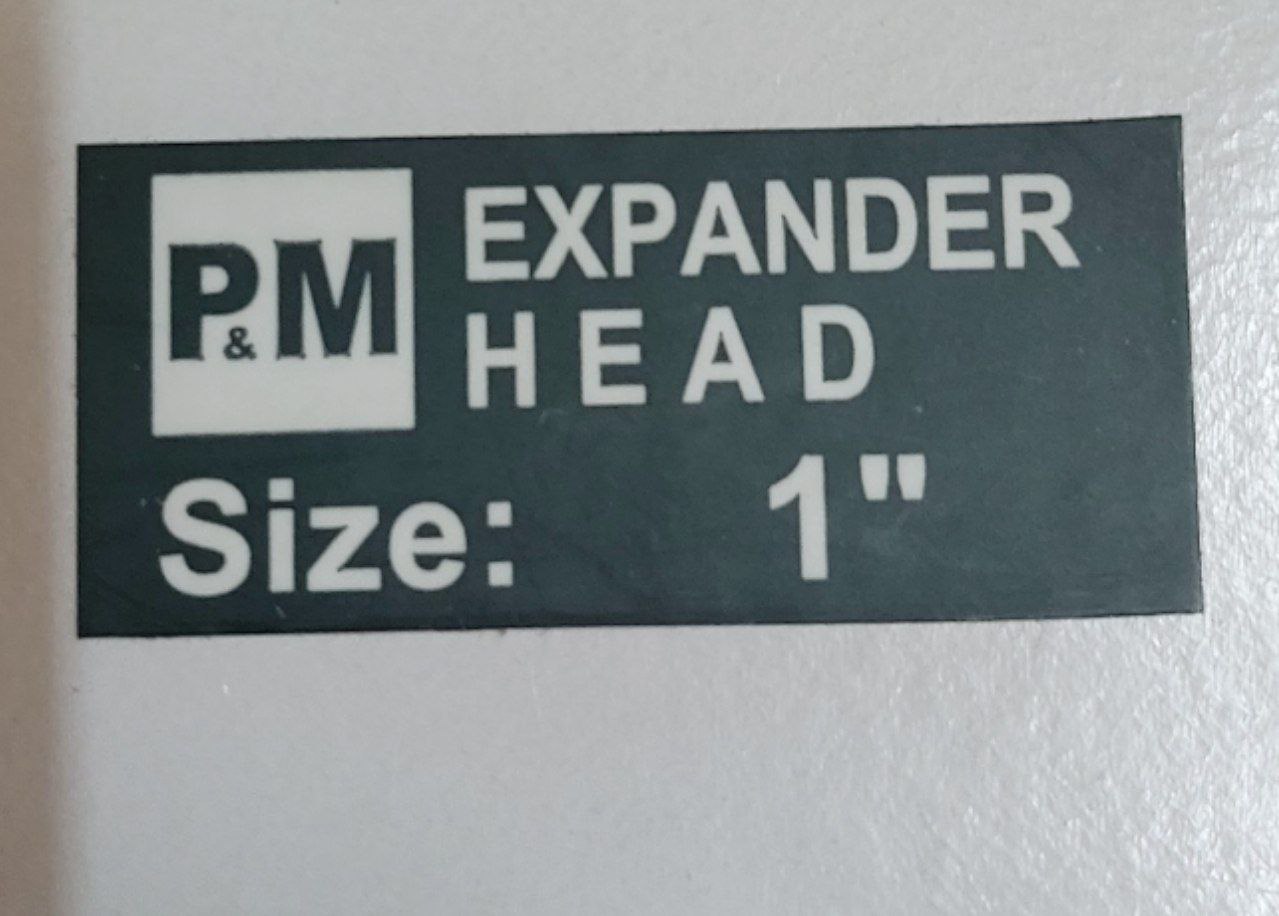 P&M
EXPANDER
HEAD
Size: 1"